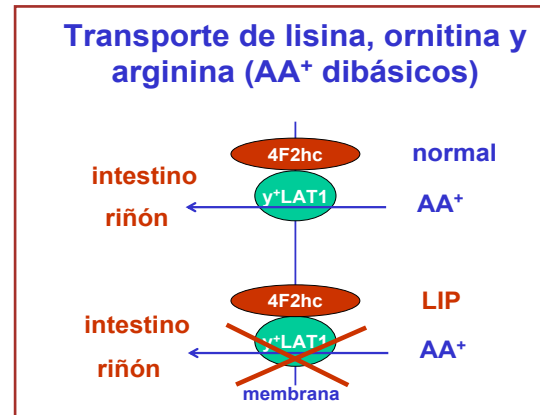 Transporte de lisina, ornitina y
arginina (AA⁺ dibásicos)
4F2hc
normal
intestino
y⁺LAT1
AA⁺
riñón
4F2hc
LIP
intestino
y⁺LAT1
AA⁺
riñón
membrana